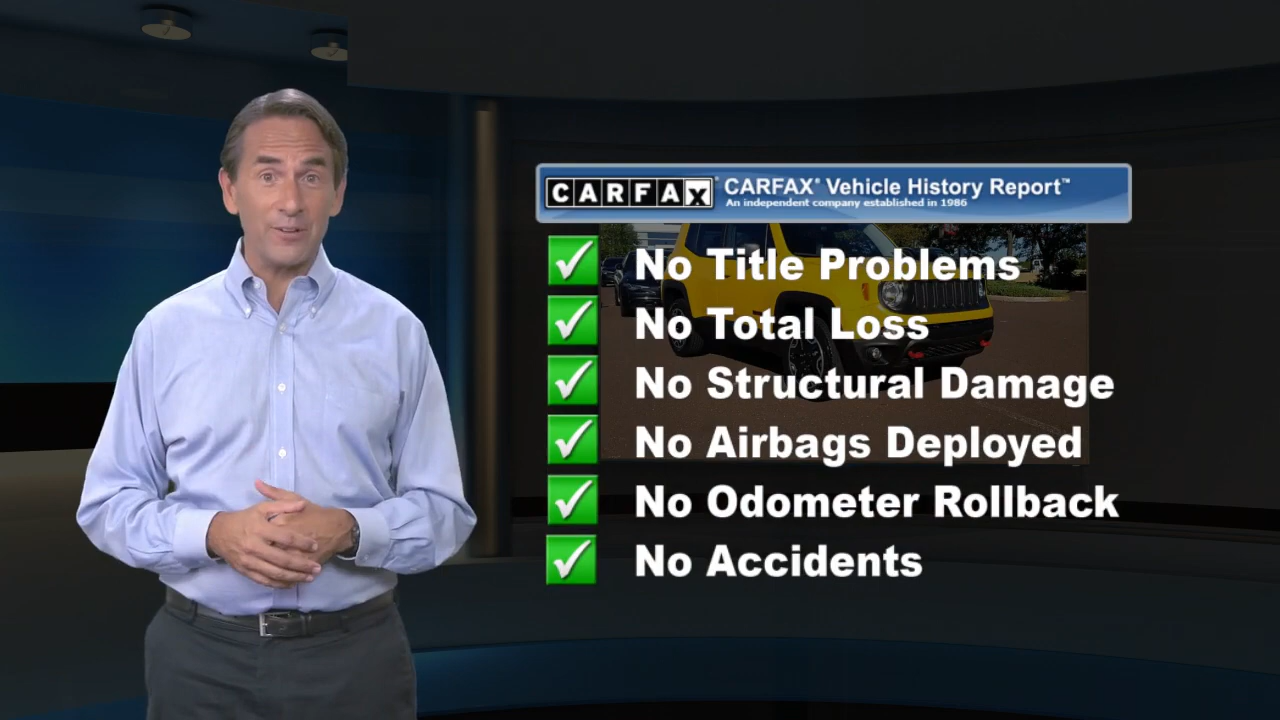 CARFAX® CARFAX® Vehicle History Report™
An independent company established in 1986
No Title Problems
No Total Loss
No Structural Damage
No Airbags Deployed
No Odometer Rollback
No Accidents